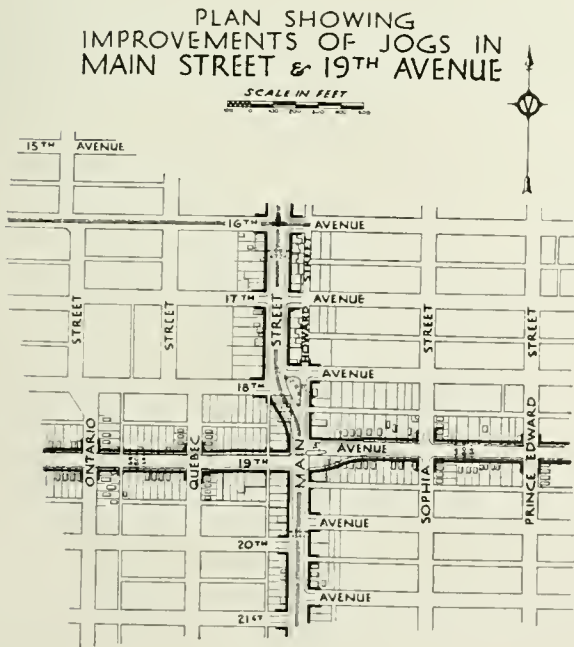 PLAN SHOWING
IMPROVEMENTS OF JOGS IN
MAIN STREET & 19TH AVENUE
SCALE IN FEET
V
15TH AVENUE
16TH AVENUE
17TH AVENUE
18TH AVENUE
19TH AVENUE
20TH AVENUE
21ST AVENUE
STREET
STREET
STREET
HOWARD STREET
STREET
STREET
ONTARIO
QUEBEC
MAIN
SOPHIA
PRINCE EDWARD